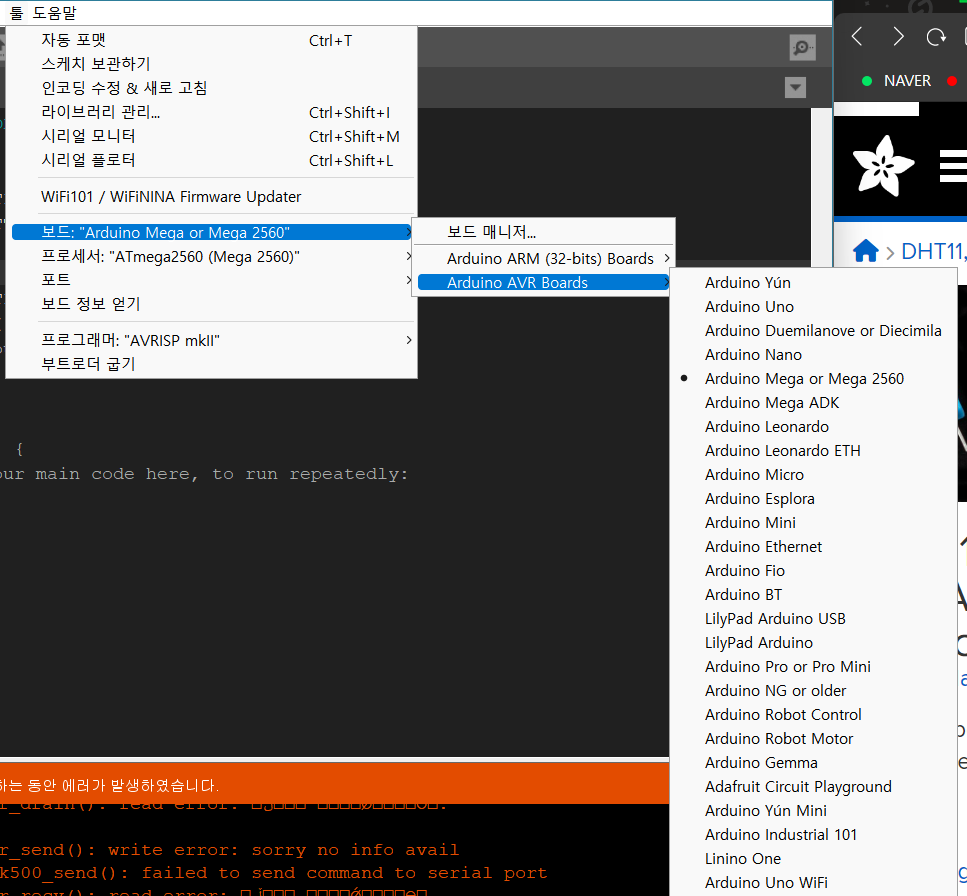 툴 도움말
자동 포맷 Ctrl+T
스케치 보관하기
인코딩 수정 & 새로 고침
라이브러리 관리... Ctrl+Shift+I
시리얼 모니터 Ctrl+Shift+M
시리얼 플로터 Ctrl+Shift+L
WiFi101 / WiFiNINA Firmware Updater
보드: "Arduino Mega or Mega 2560"
프로세서: "ATmega2560 (Mega 2560)"
포트
보드 정보 얻기
프로그래머: "AVRISP mkII"
부트로더 굽기
보드 매니저...
Arduino ARM (32-bits) Boards
Arduino AVR Boards
Arduino Yún
Arduino Uno
Arduino Duemilanove or Diecimila
Arduino Nano
Arduino Mega or Mega 2560
Arduino Mega ADK
Arduino Leonardo
Arduino Leonardo ETH
Arduino Micro
Arduino Esplora
Arduino Mini
Arduino Ethernet
Arduino Fio
Arduino BT
LilyPad Arduino USB
LilyPad Arduino
Arduino Pro or Pro Mini
Arduino NG or older
Arduino Robot Control
Arduino Robot Motor
Arduino Gemma
Adafruit Circuit Playground
Arduino Yún Mini
Arduino Industrial 101
Linino One
Arduino Uno WiFi
NAVER
DHT11,
{
our main code here, to run repeatedly:
하는 동안 에러가 발생하였습니다.
r_drain(): read error:
r_send(): write error: sorry no info avail
k500_send(): failed to send command to serial port
r_recv(): read error: